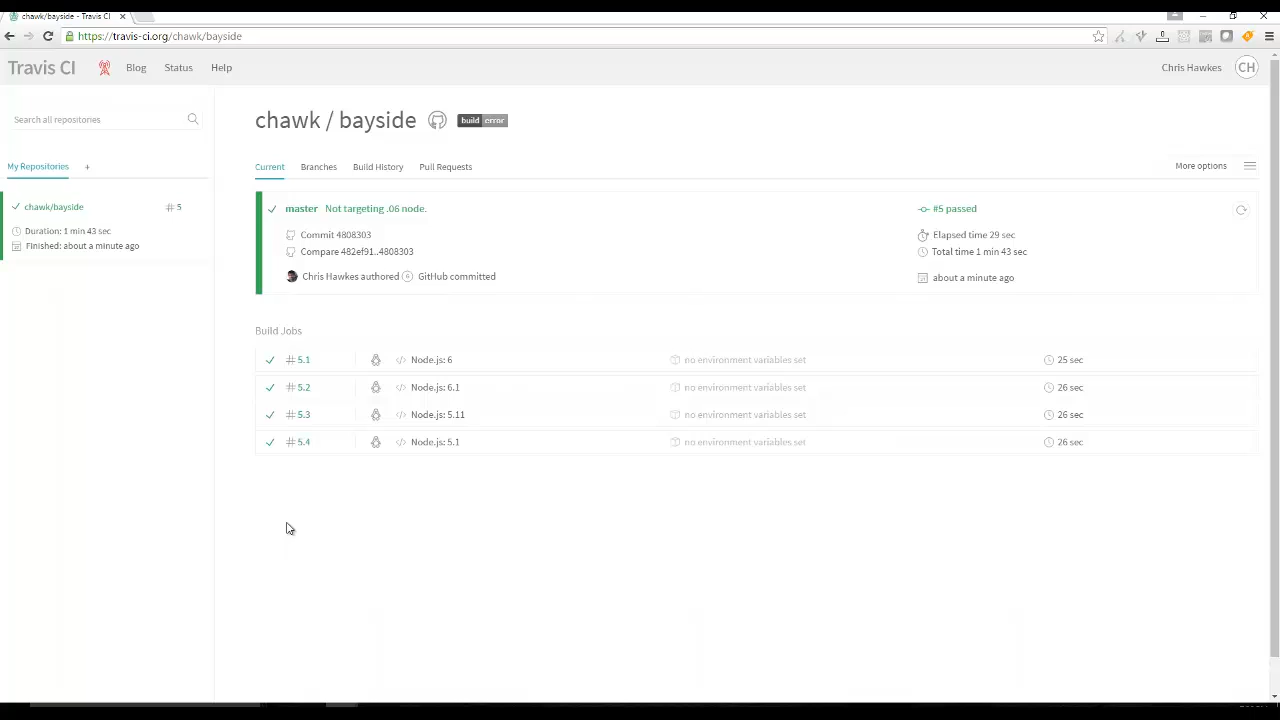 chawk/bayside - Travis CI
https://travis-ci.org/chawk/bayside
Travis CI Blog Status Help Chris Hawkes CH
Search all repositories
My Repositories +
chawk/bayside # 5
Duration: 1 min 43 sec
Finished: about a minute ago
chawk / bayside build error
Current Branches Build History Pull Requests More options
master Not targeting .06 node. #5 passed
Commit 4808303 Elapsed time 29 sec
Compare 482ef91..4808303 Total time 1 min 43 sec
Chris Hawkes authored GitHub committed about a minute ago
Build Jobs
# 5.1 Node.js: 6 no environment variables set 25 sec
# 5.2 Node.js: 6.1 no environment variables set 26 sec
# 5.3 Node.js: 5.11 no environment variables set 26 sec
# 5.4 Node.js: 5.1 no environment variables set 26 sec